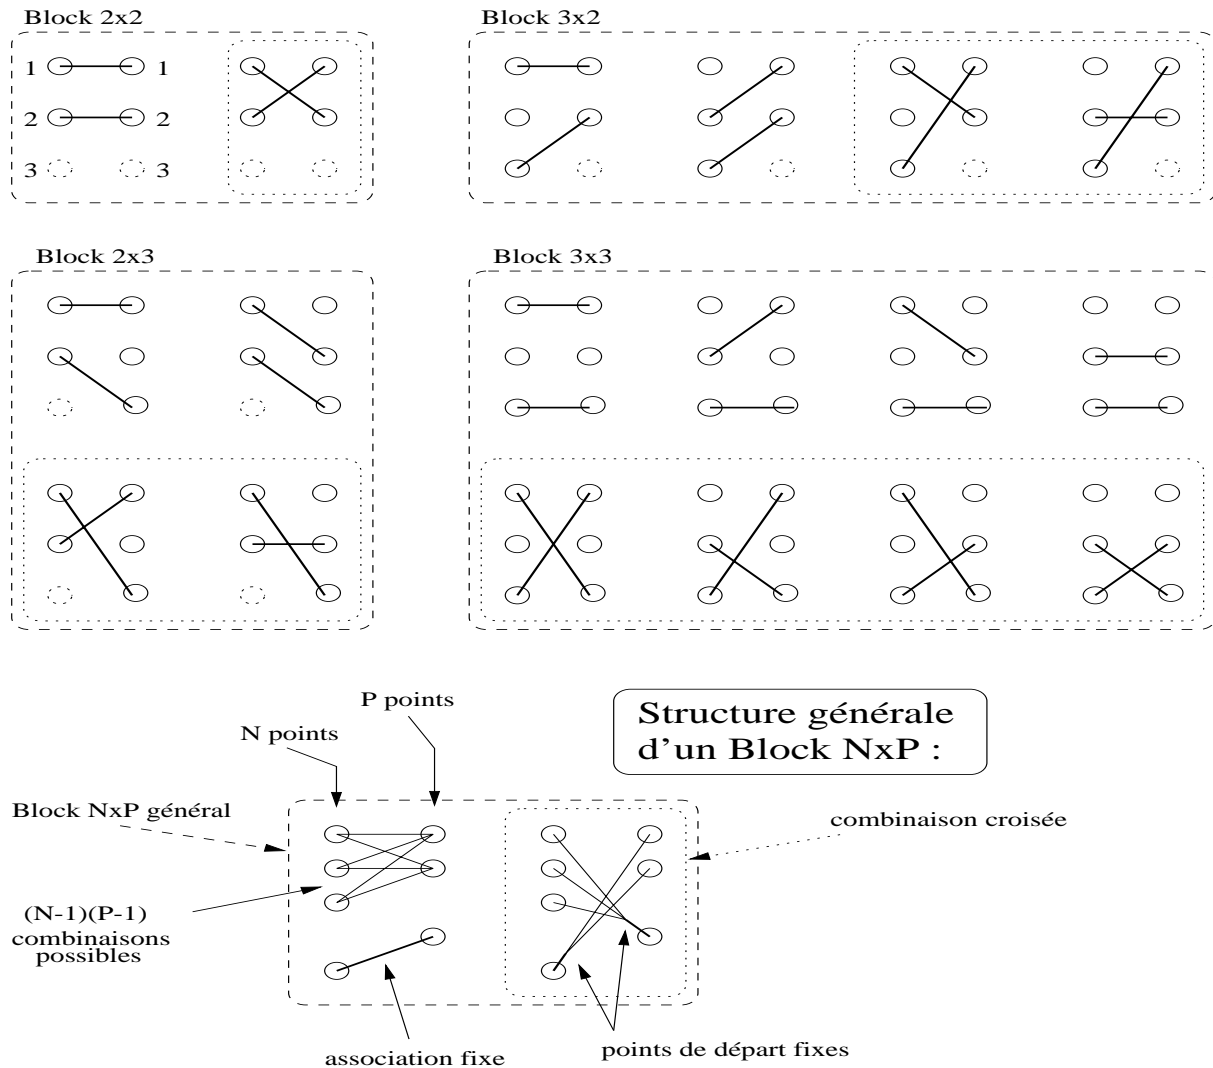 Block 2x2
Block 3x2
1 1
2 2
3 3
Block 2x3
Block 3x3
P points
N points
Structure générale
d'un Block NxP :
Block NxP général
combinaison croisée
(N-1)(P-1)
combinaisons
possibles
association fixe
points de départ fixes